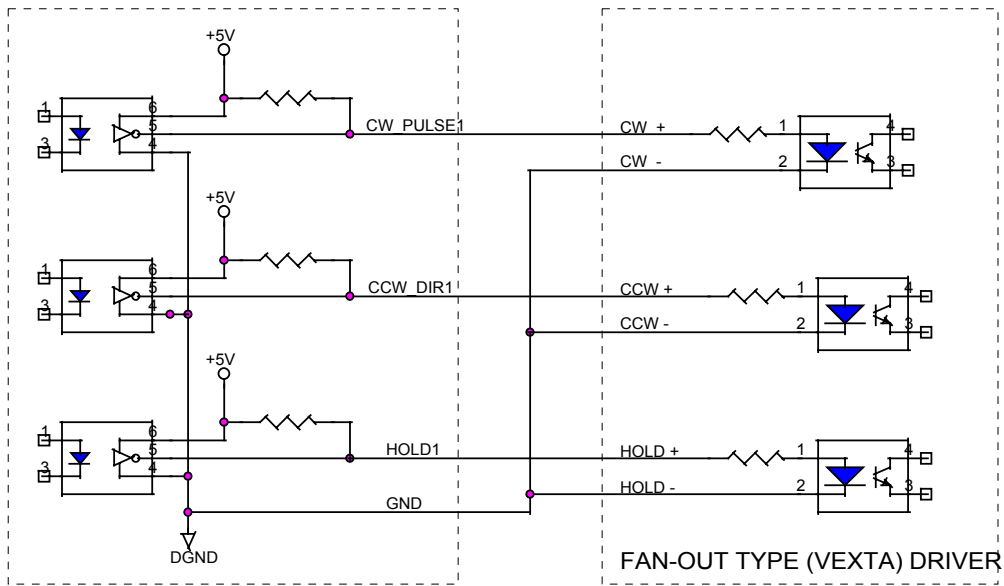 +5V
1
6
5
3
4
CW_PULSE1
CW +
1
4
CW -
2
3
+5V
1
6
5
3
4
CCW_DIR1
CCW +
1
4
CCW -
2
3
+5V
1
6
5
3
4
HOLD1
HOLD +
1
4
HOLD -
2
3
GND
DGND
FAN-OUT TYPE (VEXTA) DRIVER